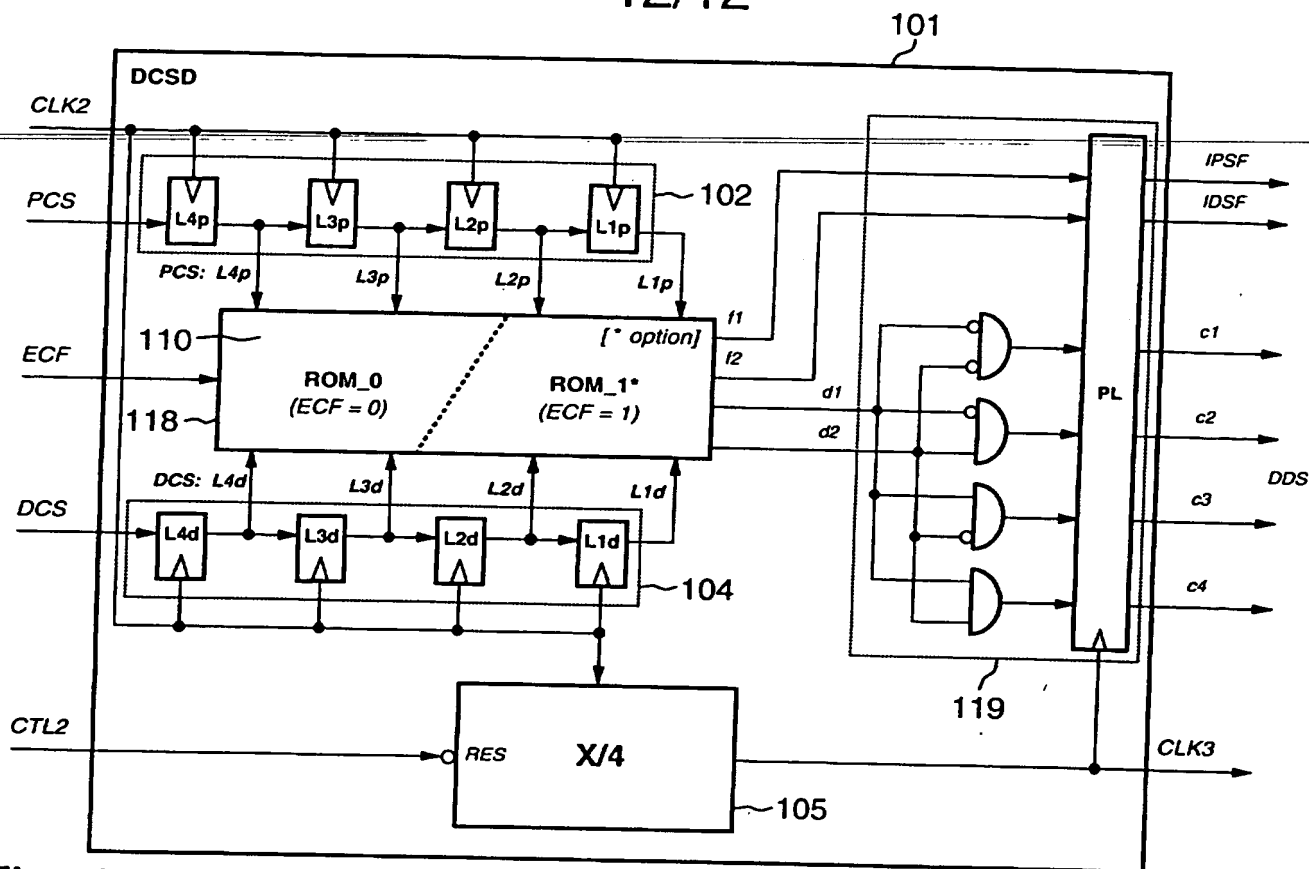 101
DCSD
CLK2
IPSF
IDSF
102
PCS
L4p
L3p
L2p
L1p
PCS: L4p
L3p
L2p
L1p
110
[* option]
f1
f2
ECF
ROM_0
(ECF = 0)
ROM_1*
(ECF = 1)
118
d1
d2
PL
c1
c2
DDS
c3
c4
DCS: L4d
L3d
L2d
L1d
DCS
L4d
L3d
L2d
L1d
104
119
CTL2
RES
X/4
CLK3
105